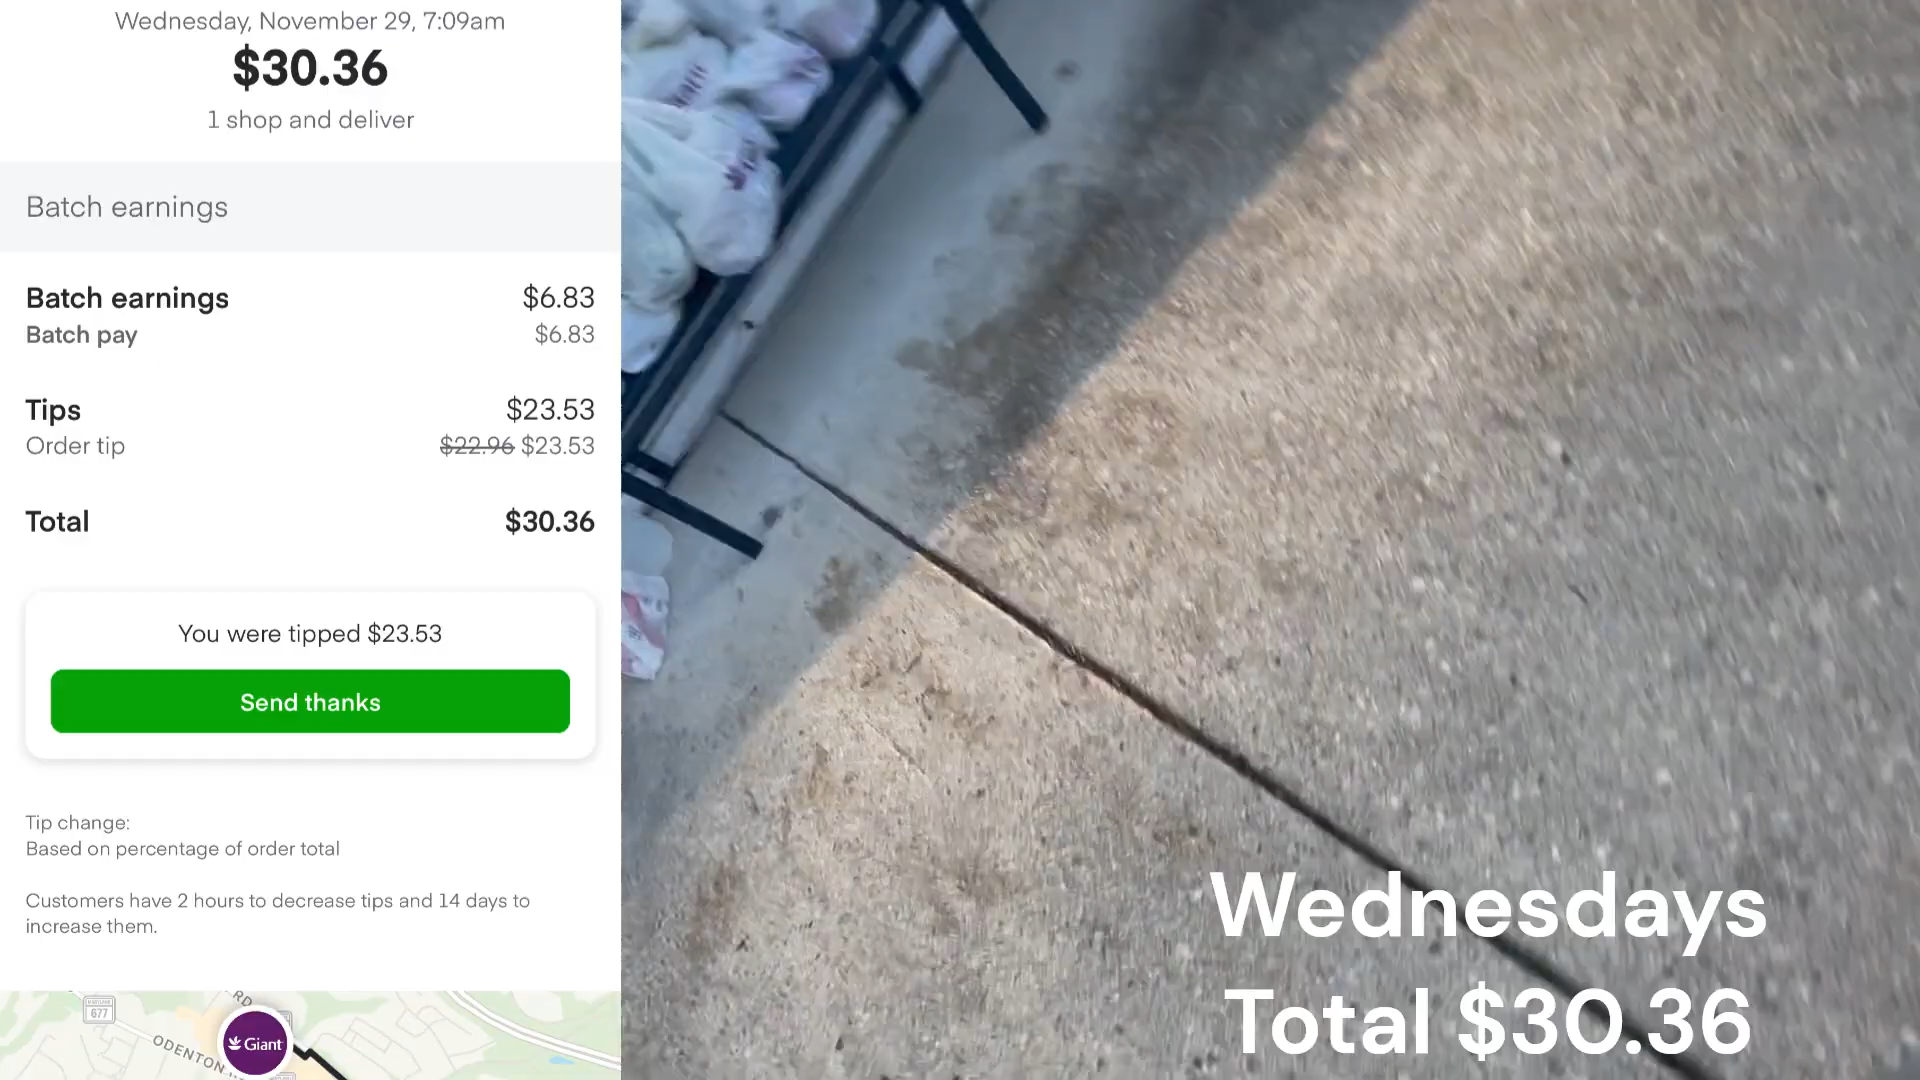 Wednesday, November 29, 7:09am
$30.36
1 shop and deliver
Batch earnings
Batch earnings $6.83
Batch pay $6.83
Tips $23.53
Order tip $22.96 $23.53
Total $30.36
You were tipped $23.53
Send thanks
Tip change:
Based on percentage of order total
Customers have 2 hours to decrease tips and 14 days to
increase them.
RD
MARYLAND
677
ODENTON
Giant
Wednesdays
Total $30.36